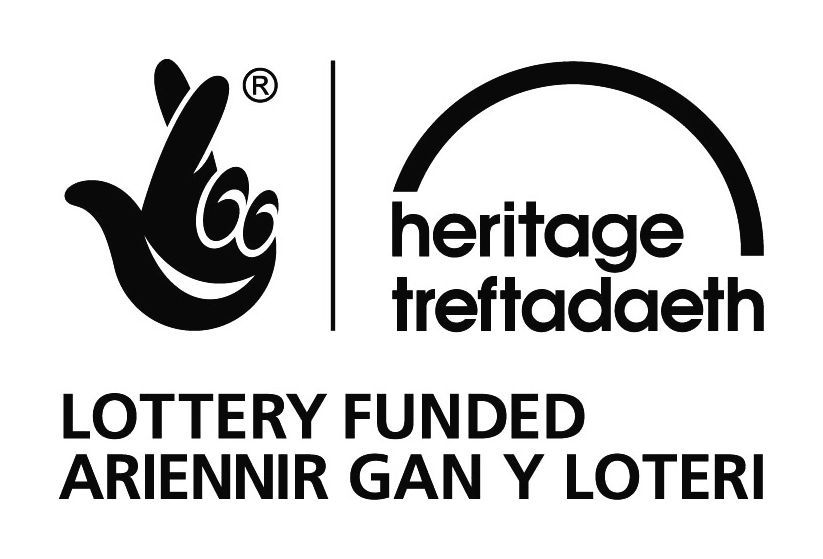 ®
heritage
treftadaeth
LOTTERY FUNDED
ARIENNIR GAN Y LOTERI